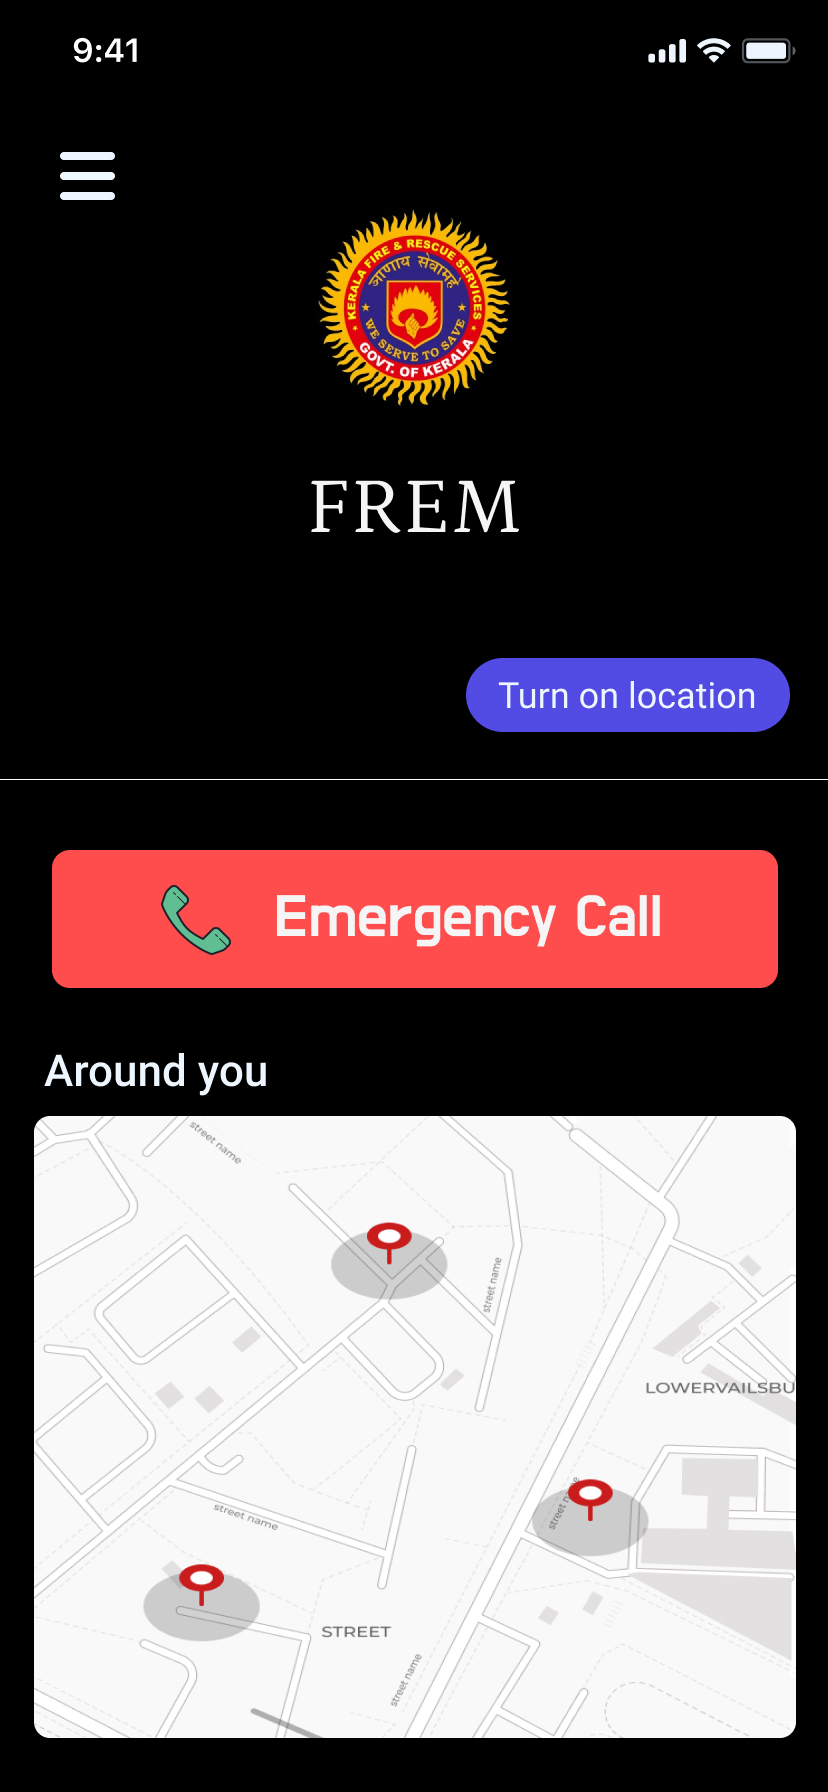 9:41
KERALA FIRE & RESCUE SERVICES
त्राणाय सेवामहे
WE SERVE TO SAVE
GOVT. OF KERALA
FREM
Turn on location
Emergency Call
Around you
street name
street name
LOWERVAILSBU
street name
street name
STREET
street name